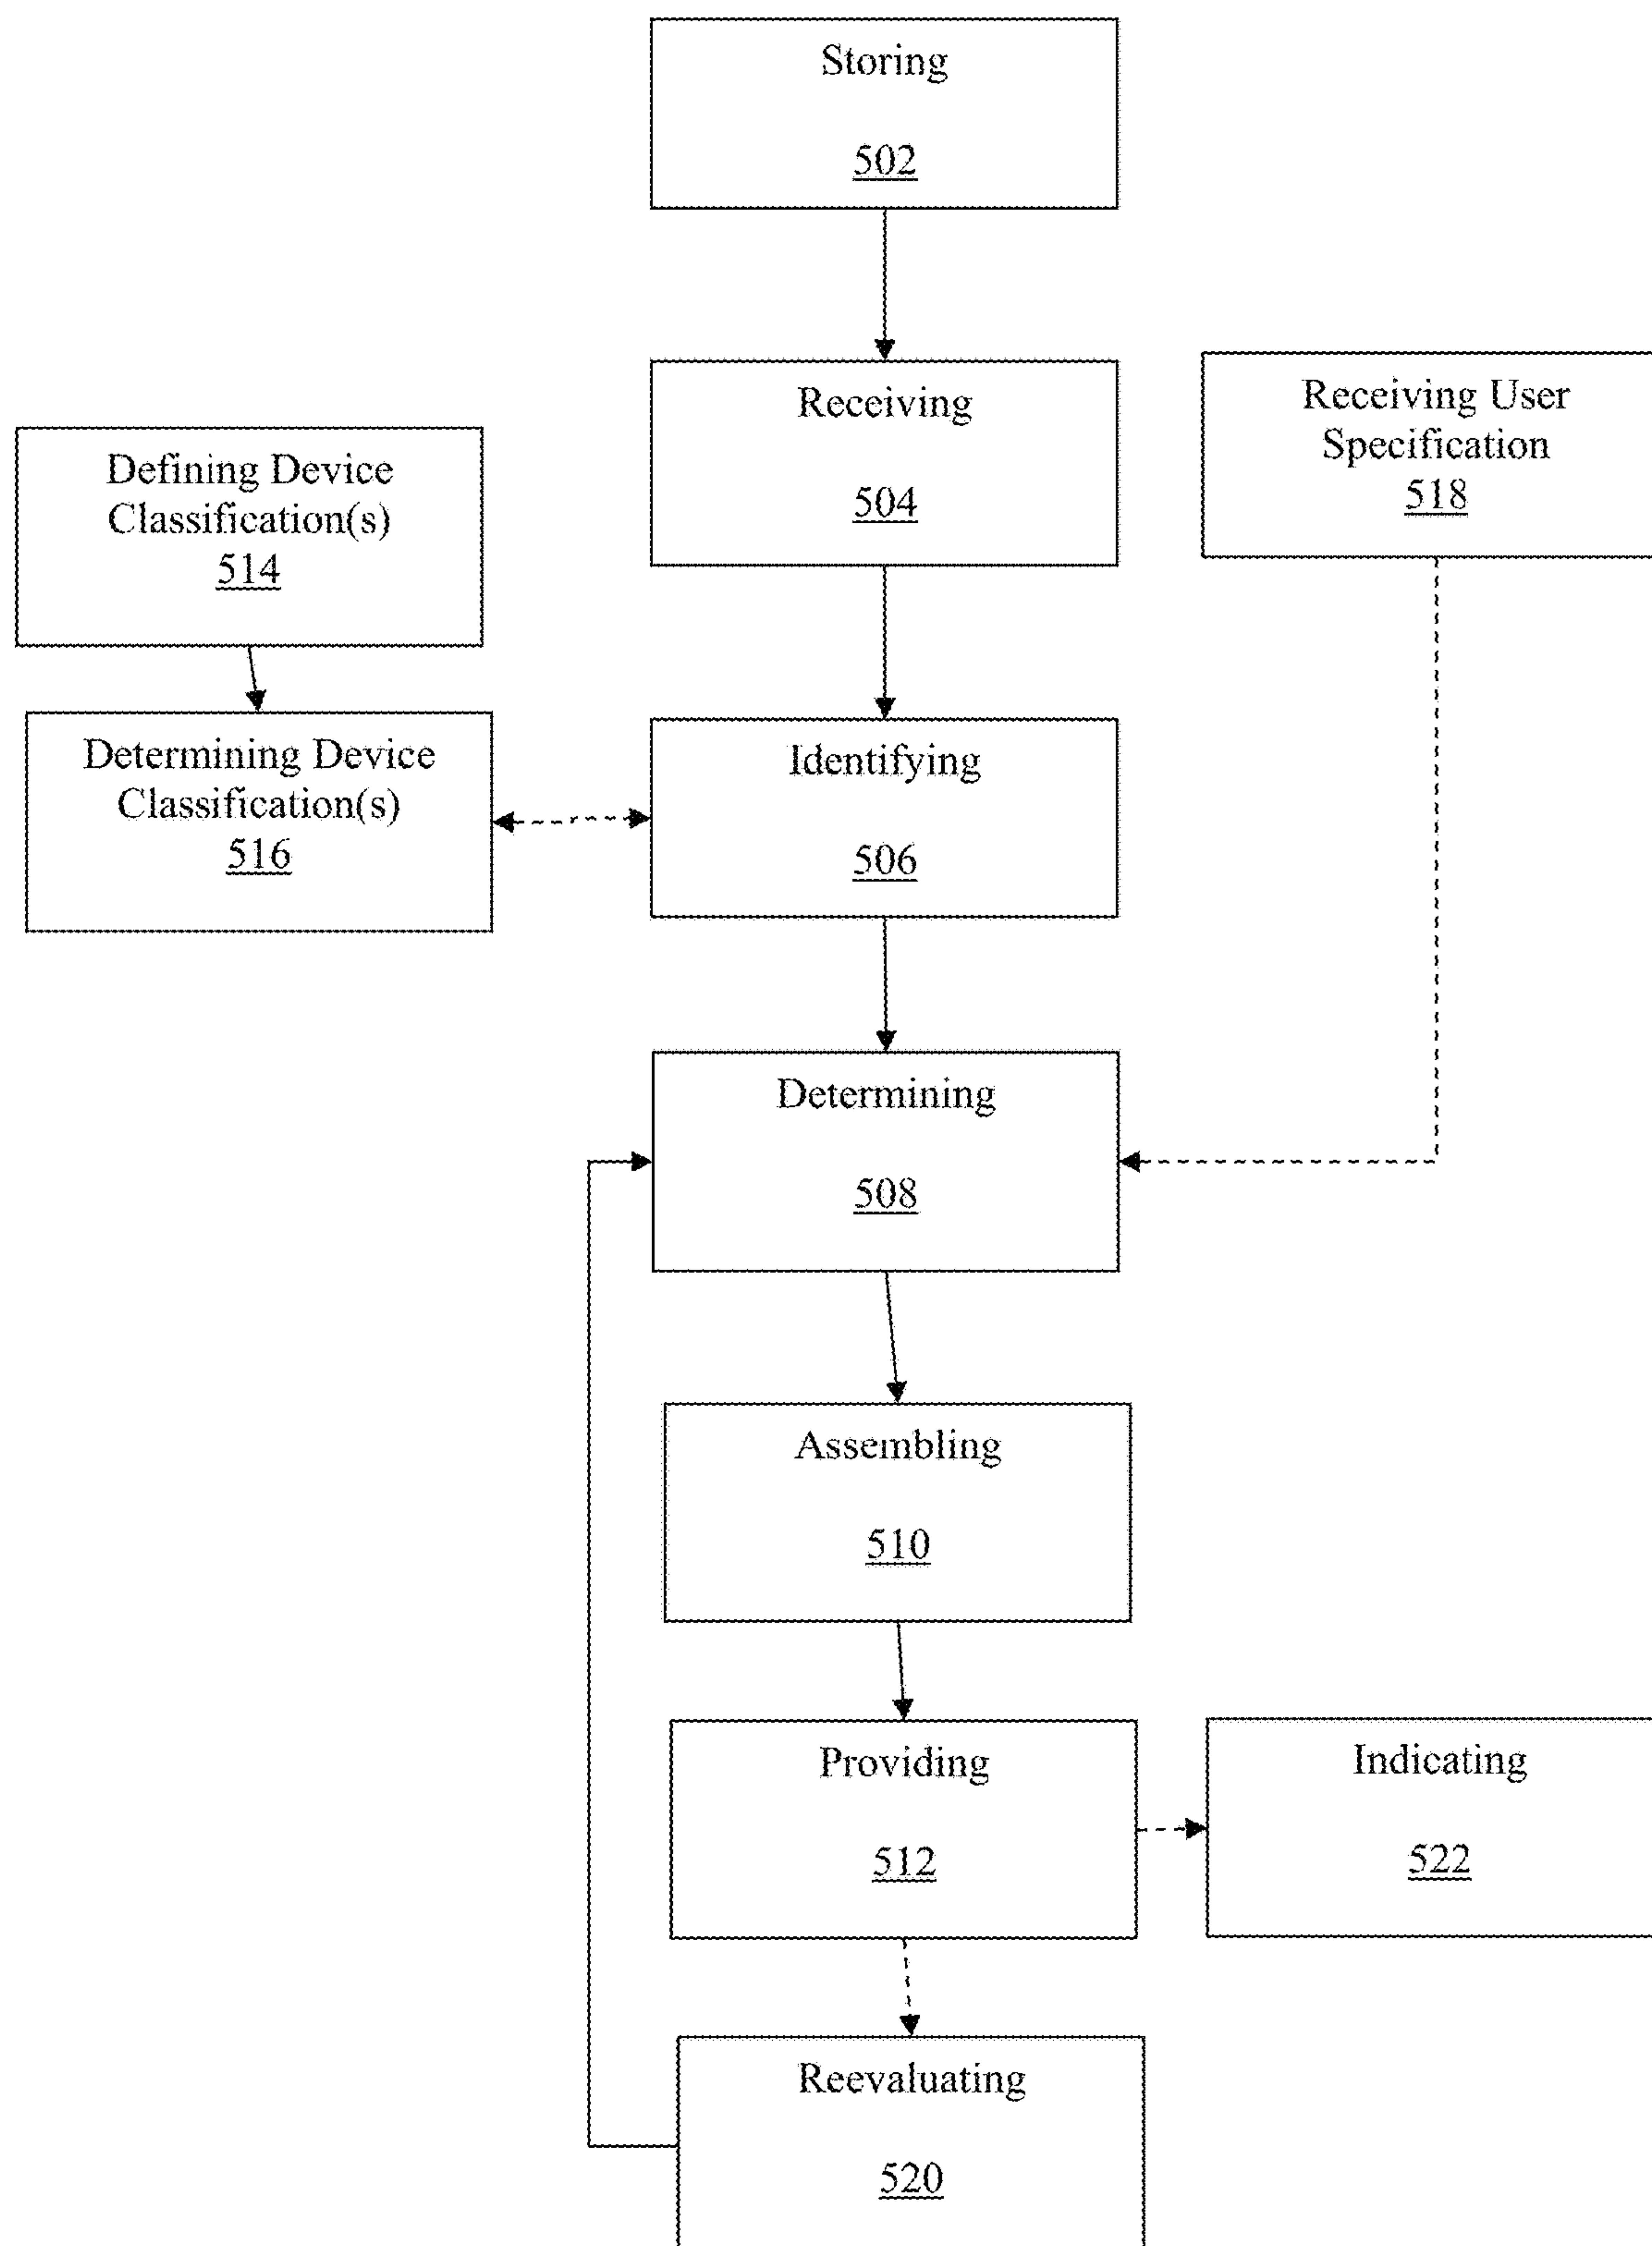 Storing
502
Receiving
504
Receiving User
Specification
518
Defining Device
Classification(s)
514
Determining Device
Classification(s)
516
Identifying
506
Determining
508
Assembling
510
Providing
512
Indicating
522
Reevaluating
520